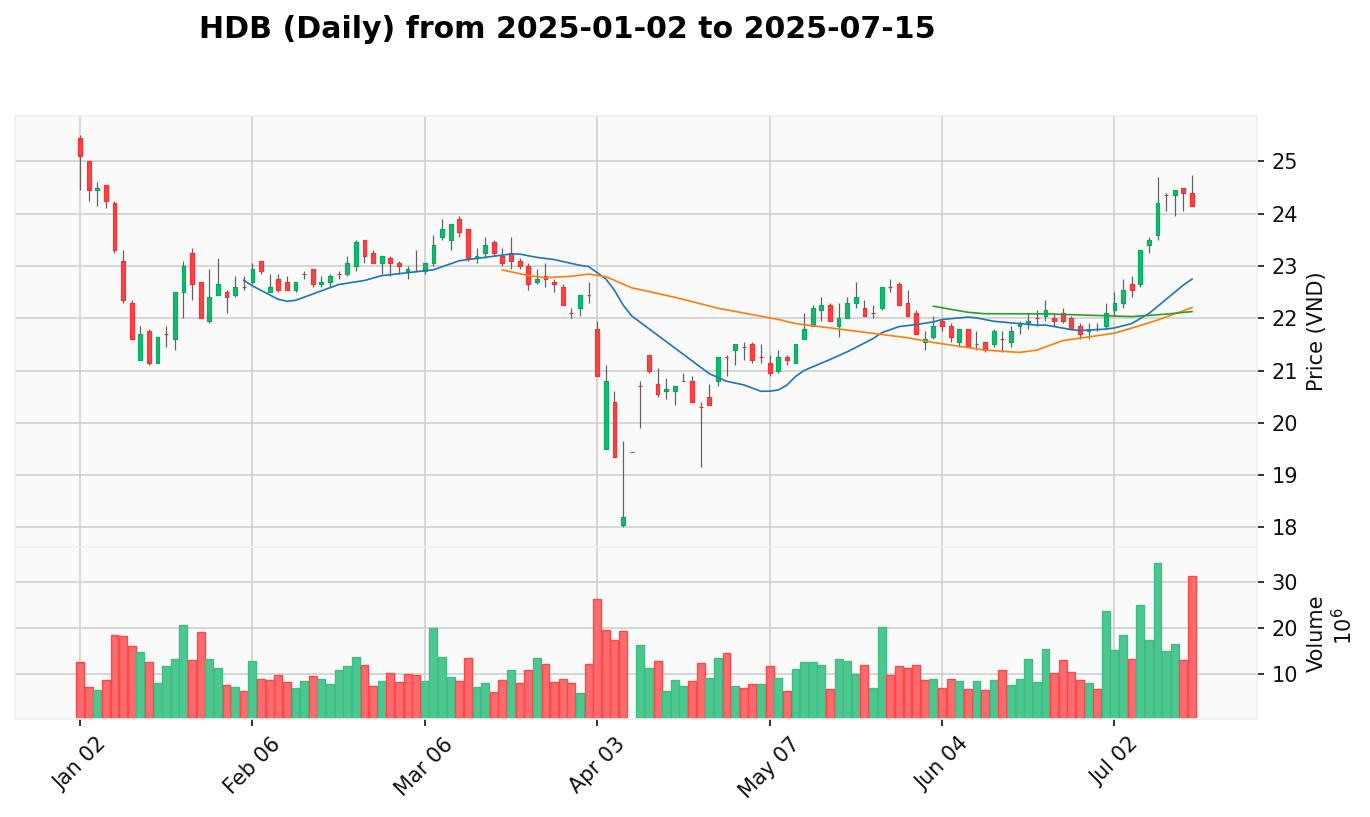 HDB (Daily) from 2025-01-02 to 2025-07-15
25
24
23
22
21
20
19
18
Price (VND)
30
20
10
Volume
10⁶
Jan 02
Feb 06
Mar 06
Apr 03
May 07
Jun 04
Jul 02